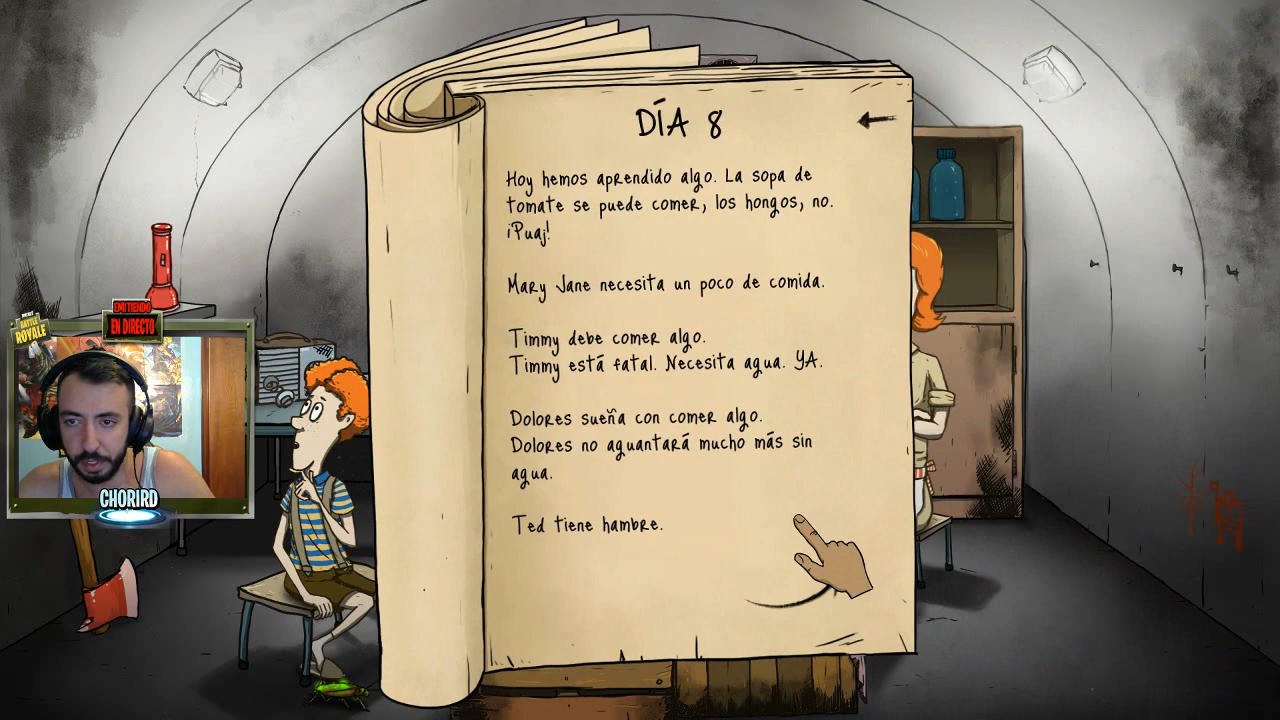 DÍA 8
Hoy hemos aprendido algo. La sopa de
tomate se puede comer, los hongos, no.
¡Puaj!
Mary Jane necesita un poco de comida.
Timmy debe comer algo.
Timmy está fatal. Necesita agua. YA.
Dolores sueña con comer algo.
Dolores no aguantará mucho más sin
agua.
Ted tiene hambre.
EMITIENDO
EN DIRECTO
BATTLE
ROYALE
CHORIRD